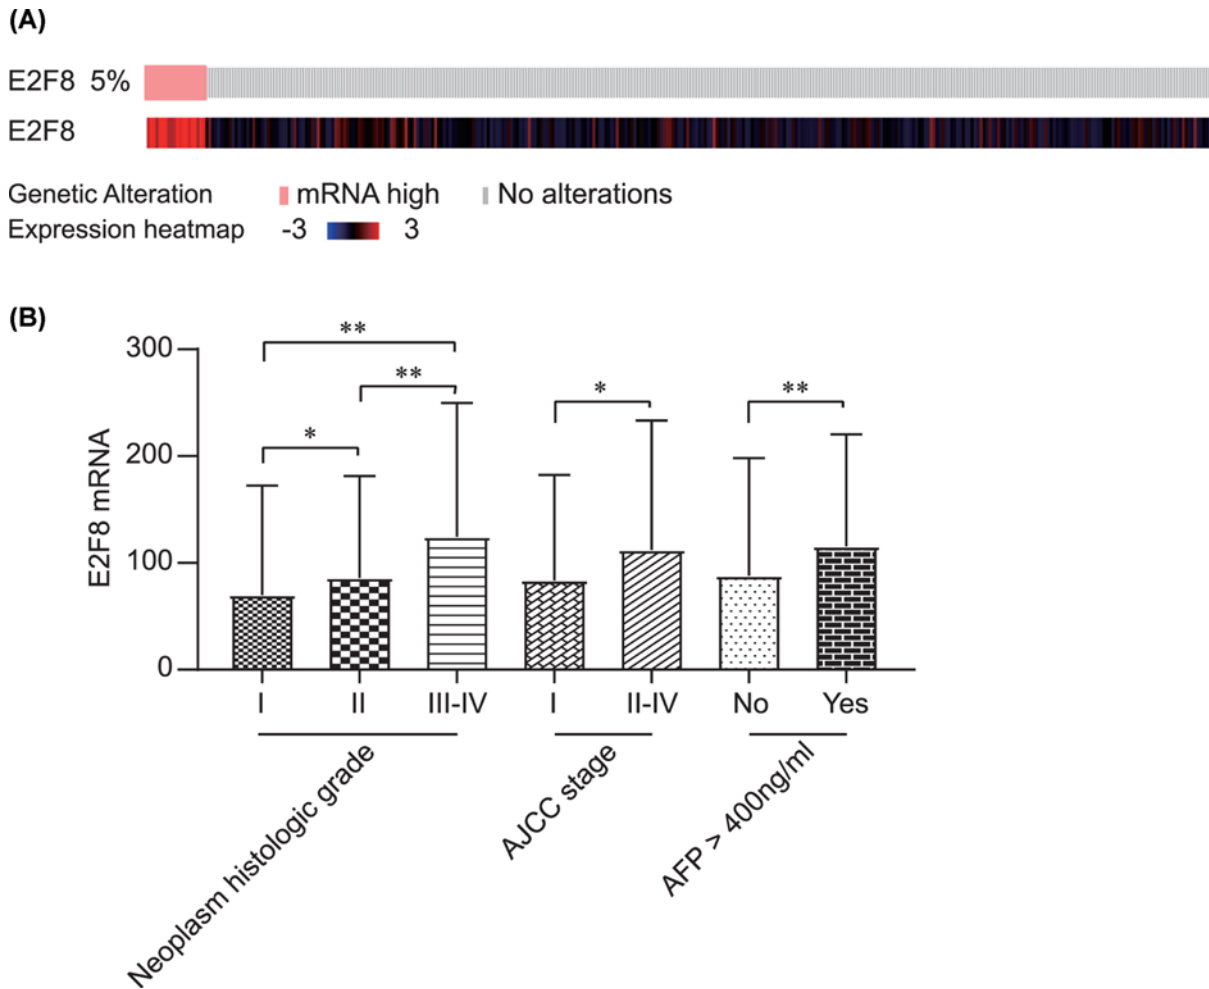 (A)
E2F8 5%
E2F8
Genetic Alteration mRNA high No alterations
Expression heatmap -3 3
(B)
300
200
100
0
E2F8 mRNA
** 
**
*
*
**
I II III-IV I II-IV No Yes
Neoplasm histologic grade
AJCC stage
AFP > 400ng/ml